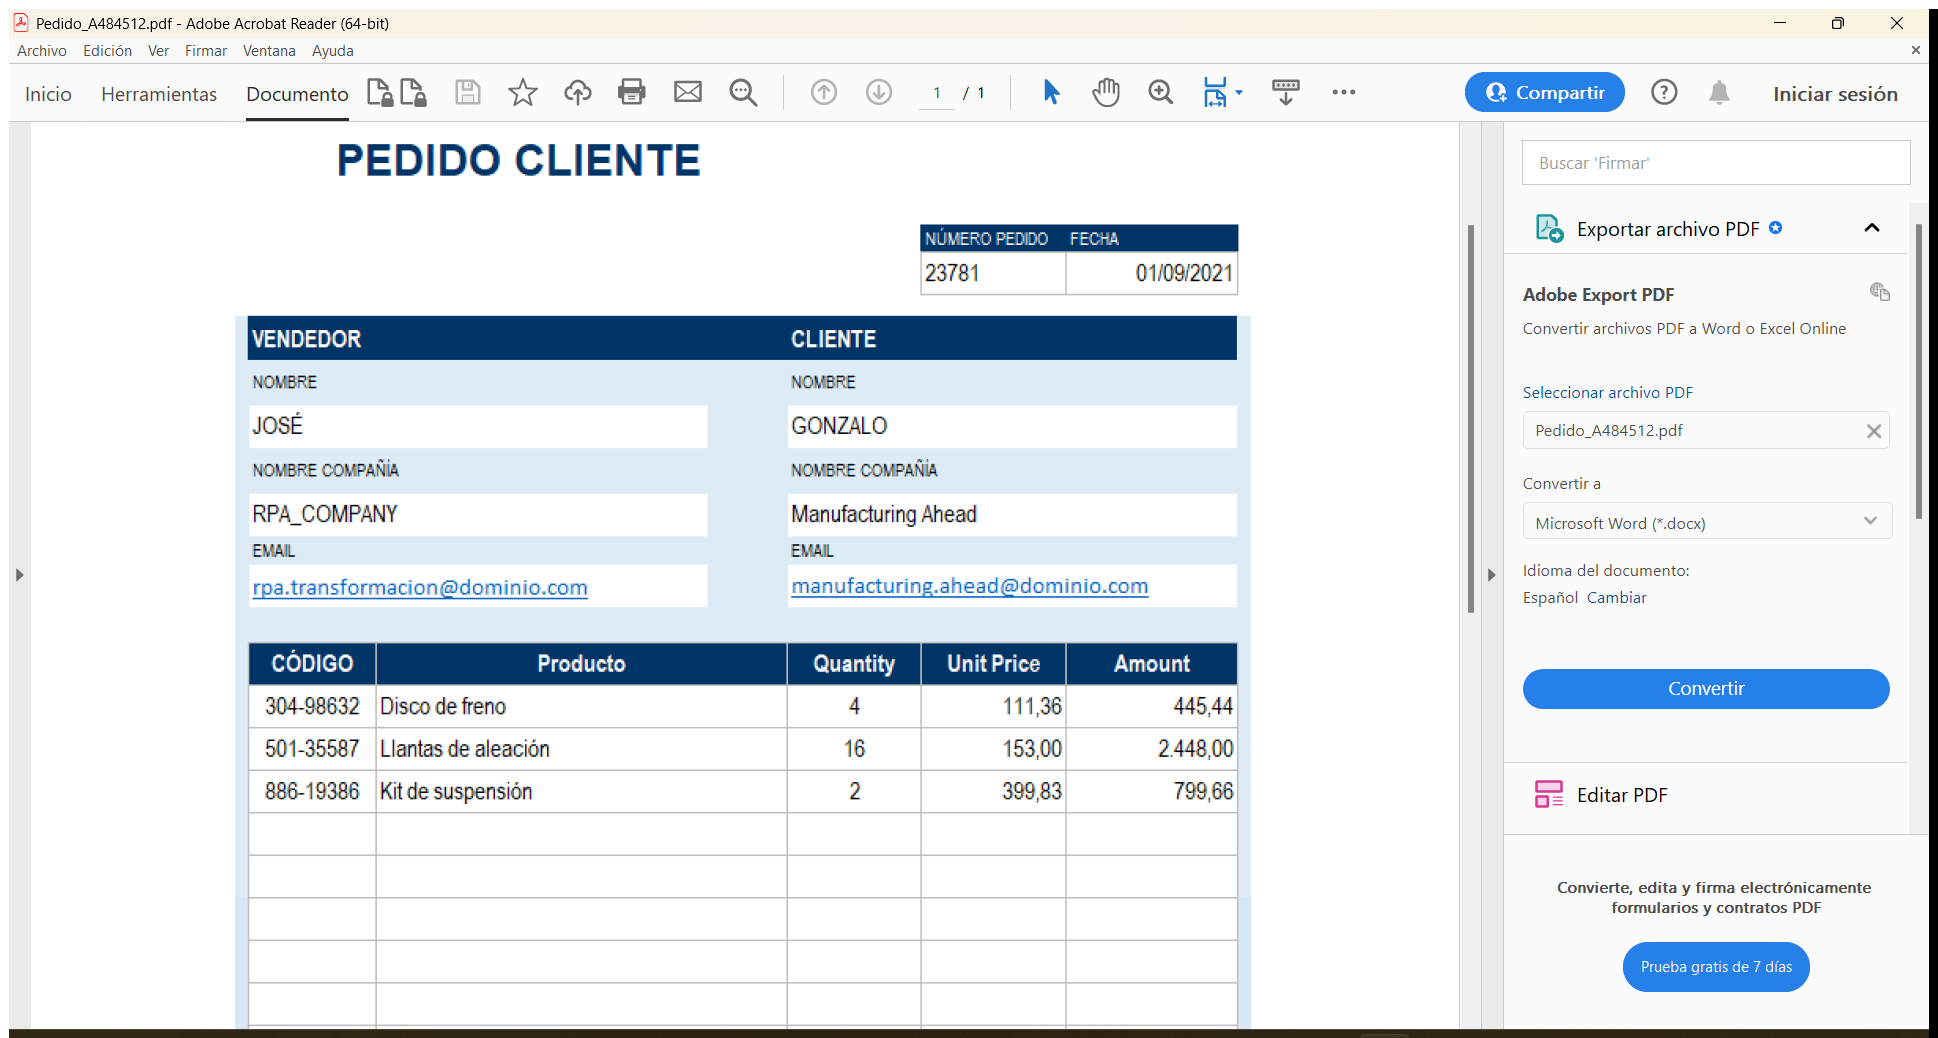 Pedido_A484512.pdf - Adobe Acrobat Reader (64-bit)
Archivo Edición Ver Firmar Ventana Ayuda
Inicio Herramientas Documento 1 / 1 Compartir Iniciar sesión
PEDIDO CLIENTE
NÚMERO PEDIDO FECHA
23781 01/09/2021
VENDEDOR CLIENTE
NOMBRE NOMBRE
JOSÉ GONZALO
NOMBRE COMPAÑÍA NOMBRE COMPAÑÍA
RPA_COMPANY Manufacturing Ahead
EMAIL EMAIL
rpa.transformacion@dominio.com manufacturing.ahead@dominio.com
CÓDIGO Producto Quantity Unit Price Amount
304-98632 Disco de freno 4 111,36 445,44
501-35587 Llantas de aleación 16 153,00 2.448,00
886-19386 Kit de suspensión 2 399,83 799,66
Buscar 'Firmar'
Exportar archivo PDF
Adobe Export PDF
Convertir archivos PDF a Word o Excel Online
Seleccionar archivo PDF
Pedido_A484512.pdf
Convertir a
Microsoft Word (*.docx)
Idioma del documento:
Español Cambiar
Convertir
Editar PDF
Convierte, edita y firma electrónicamente
formularios y contratos PDF
Prueba gratis de 7 días